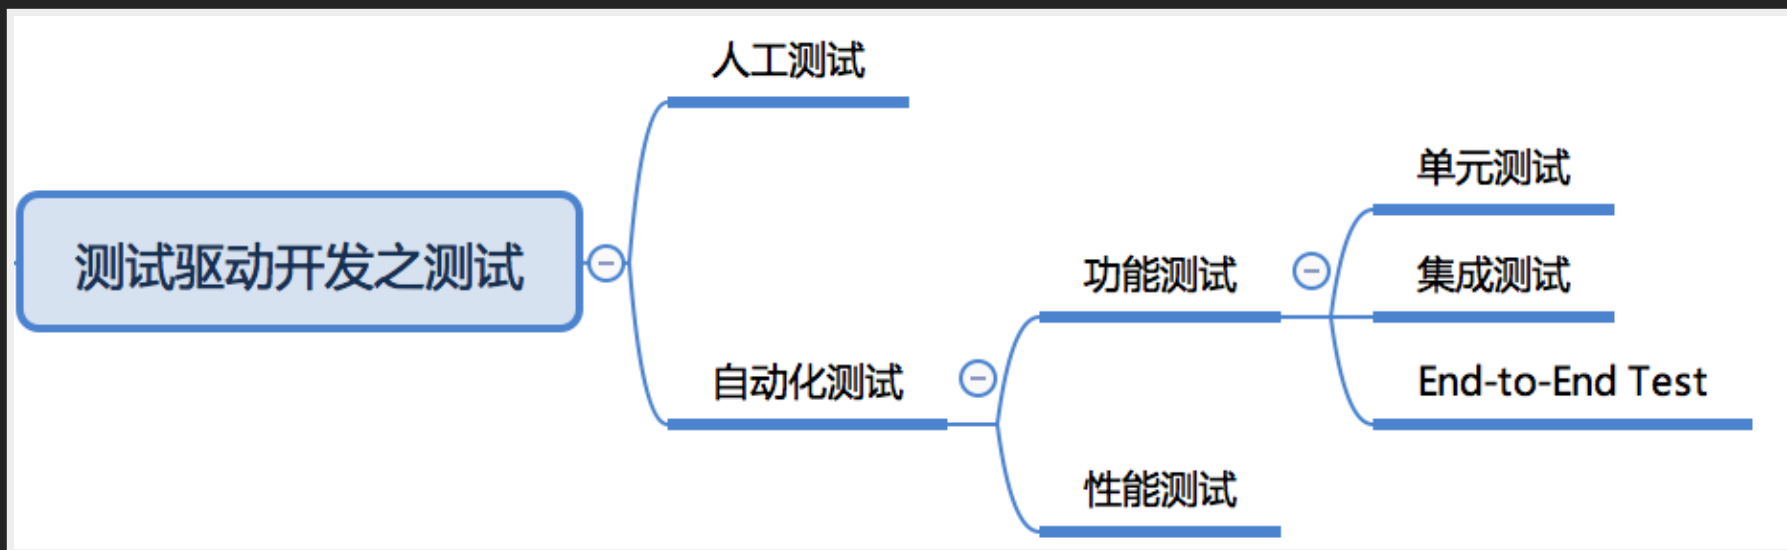 测试驱动开发之测试
人工测试
自动化测试
功能测试
单元测试
集成测试
End-to-End Test
性能测试